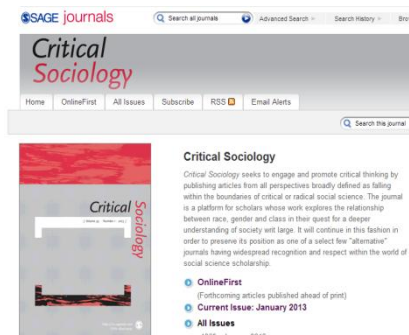 SAGE journals
Search all journals
Advanced Search
Search History
Bro
Critical
Sociology
Home
OnlineFirst
All Issues
Subscribe
RSS
Email Alerts
Search this journal
Critical
Sociology
Critical Sociology
Critical Sociology seeks to engage and promote critical thinking by
publishing articles from all perspectives broadly defined as falling
within the boundaries of critical or radical social science. The journal
is a platform for scholars whose work explores the relationship
between race, gender and class in their quest for a deeper
understanding of society writ large. It will continue in this fashion in
order to preserve its position as one of a select few "alternative"
journals having widespread recognition and respect within the world of
social science scholarship.
OnlineFirst
(Forthcoming articles published ahead of print)
Current Issue: January 2013
All Issues